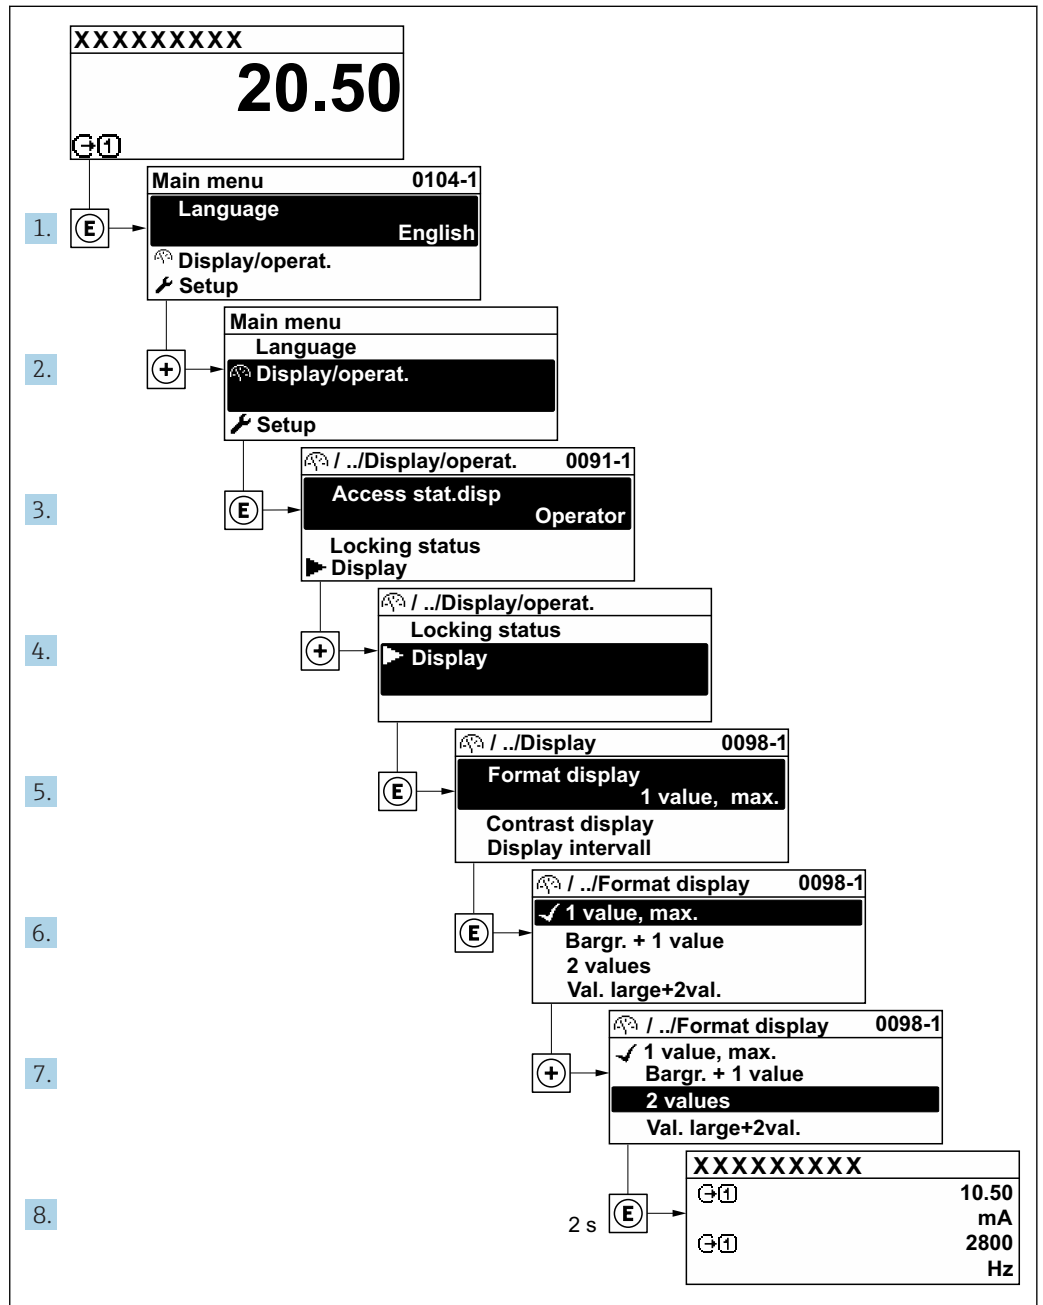 XXXXXXXXX
20.50
1
Main menu 0104-1
Language
1. E English
Display/operat.
Setup
Main menu
Language
2. + Display/operat.
Setup
/ ../Display/operat. 0091-1
Access stat.disp
3. E Operator
Locking status
Display
/ ../Display/operat.
Locking status
4. + Display
/ ../Display 0098-1
Format display
5. E 1 value, max.
Contrast display
Display intervall
/ ../Format display 0098-1
1 value, max.
6. E Bargr. + 1 value
2 values
Val. large+2val.
/ ../Format display 0098-1
1 value, max.
7. + Bargr. + 1 value
2 values
Val. large+2val.
XXXXXXXXX
1 10.50
8. 2 s E mA
1 2800
Hz